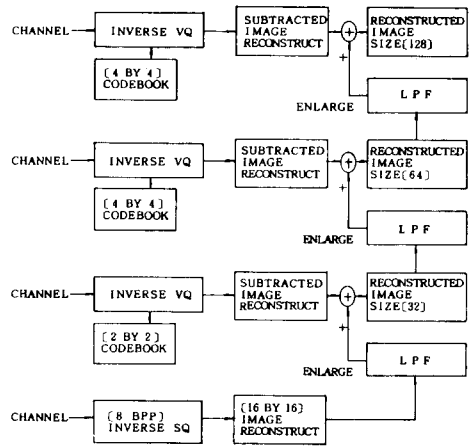 CHANNEL
INVERSE VQ
SUBTRACTED
IMAGE
RECONSTRUCT
+
+
RECONSTRUCTED
IMAGE
SIZE[128]
[4 BY 4]
CODEBOOK
ENLARGE
LPF
CHANNEL
INVERSE VQ
SUBTRACTED
IMAGE
RECONSTRUCT
+
+
RECONSTRUCTED
IMAGE
SIZE[64]
[4 BY 4]
CODEBOOK
ENLARGE
LPF
CHANNEL
INVERSE VQ
SUBTRACTED
IMAGE
RECONSTRUCT
+
+
RECONSTRUCTED
IMAGE
SIZE[32]
[2 BY 2]
CODEBOOK
ENLARGE
LPF
CHANNEL
[8 BPP]
INVERSE SQ
[16 BY 16]
IMAGE
RECONSTRUCT